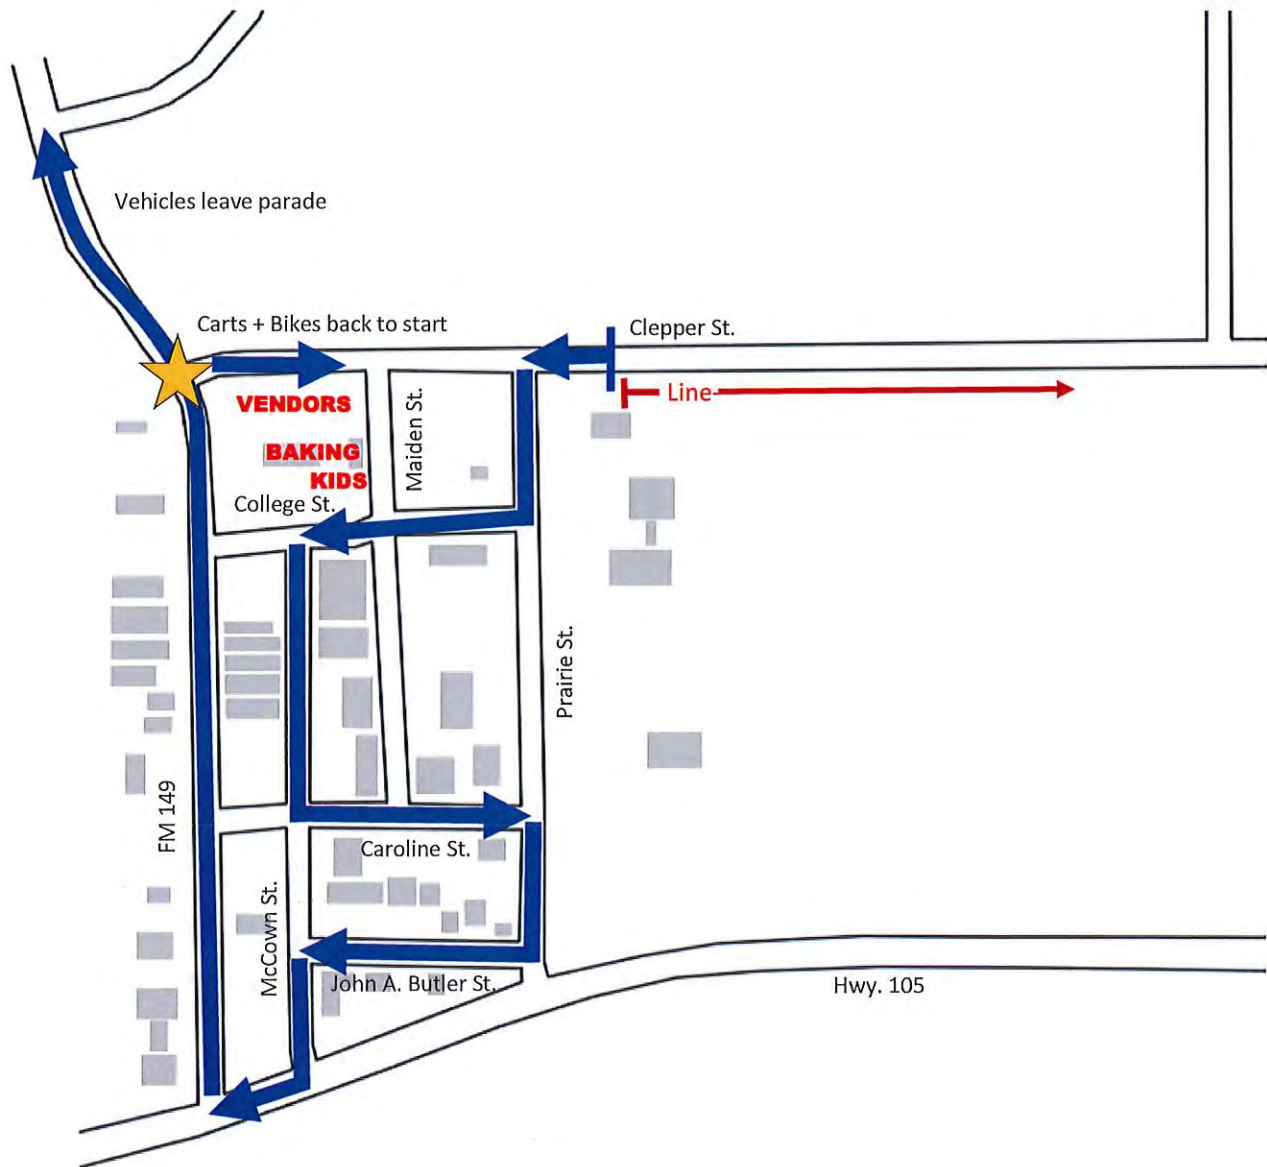 Vehicles leave parade
Carts + Bikes back to start
Clepper St.
Line
VENDORS
Maiden St.
BAKING
KIDS
College St.
Prairie St.
FM 149
Caroline St.
McCown St.
John A. Butler St.
Hwy. 105